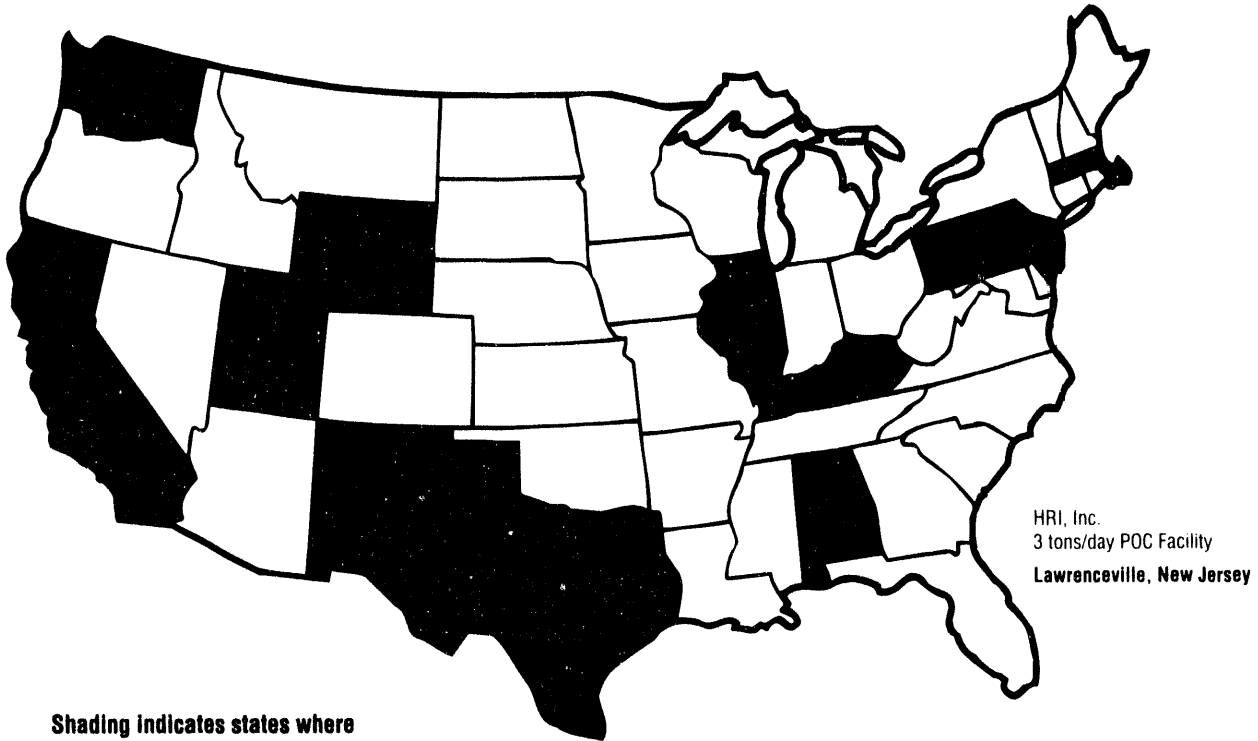 HRI, Inc.
3 tons/day POC Facility
Lawrenceville, New Jersey
Shading indicates states where